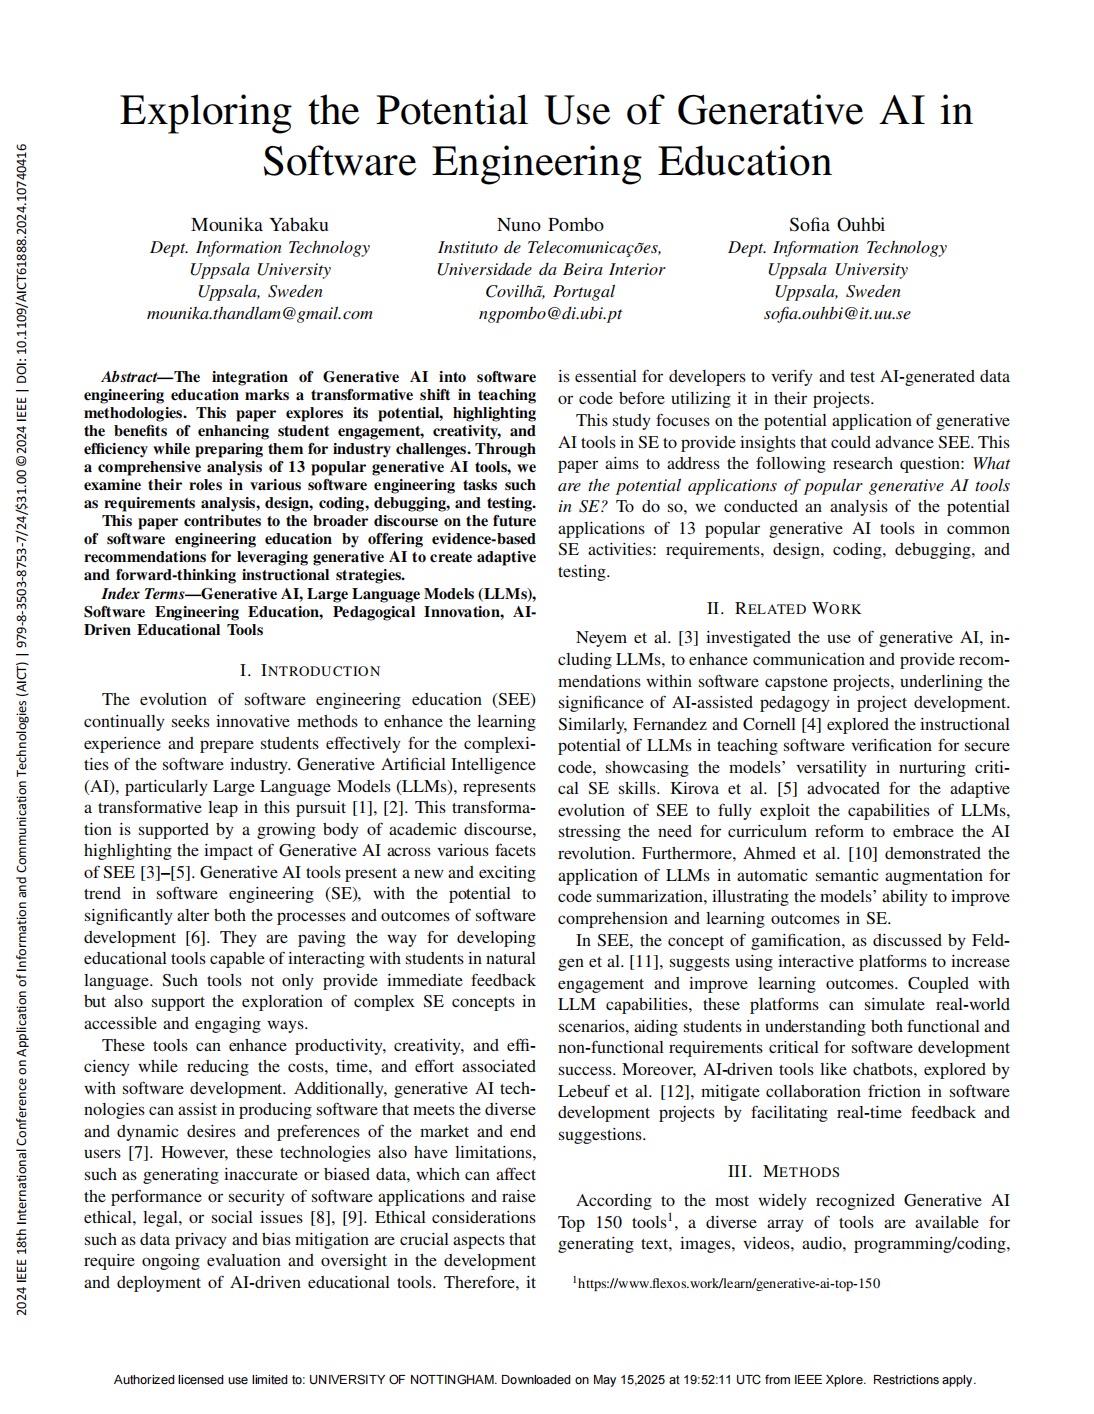 Exploring the Potential Use of Generative AI in
Software Engineering Education
Mounika Yabaku
Dept. Information Technology
Uppsala University
Uppsala, Sweden
mounika.thandlam@gmail.com
Nuno Pombo
Instituto de Telecomunicações,
Universidade da Beira Interior
Covilhã, Portugal
ngpombo@di.ubi.pt
Sofia Ouhbi
Dept. Information Technology
Uppsala University
Uppsala, Sweden
sofia.ouhbi@it.uu.se
Abstract—The integration of Generative AI into software
engineering education marks a transformative shift in teaching
methodologies. This paper explores its potential, highlighting
the benefits of enhancing student engagement, creativity, and
efficiency while preparing them for industry challenges. Through
a comprehensive analysis of 13 popular generative AI tools, we
examine their roles in various software engineering tasks such
as requirements analysis, design, coding, debugging, and testing.
This paper contributes to the broader discourse on the future
of software engineering education by offering evidence-based
recommendations for leveraging generative AI to create adaptive
and forward-thinking instructional strategies.
Index Terms—Generative AI, Large Language Models (LLMs),
Software Engineering Education, Pedagogical Innovation, AI-
Driven Educational Tools
I. INTRODUCTION
The evolution of software engineering education (SEE)
continually seeks innovative methods to enhance the learning
experience and prepare students effectively for the complexi-
ties of the software industry. Generative Artificial Intelligence
(AI), particularly Large Language Models (LLMs), represents
a transformative leap in this pursuit [1], [2]. This transforma-
tion is supported by a growing body of academic discourse,
highlighting the impact of Generative AI across various facets
of SEE [3]–[5]. Generative AI tools present a new and exciting
trend in software engineering (SE), with the potential to
significantly alter both the processes and outcomes of software
development [6]. They are paving the way for developing
educational tools capable of interacting with students in natural
language. Such tools not only provide immediate feedback
but also support the exploration of complex SE concepts in
accessible and engaging ways.
These tools can enhance productivity, creativity, and effi-
ciency while reducing the costs, time, and effort associated
with software development. Additionally, generative AI tech-
nologies can assist in producing software that meets the diverse
and dynamic desires and preferences of the market and end
users [7]. However, these technologies also have limitations,
such as generating inaccurate or biased data, which can affect
the performance or security of software applications and raise
ethical, legal, or social issues [8], [9]. Ethical considerations
such as data privacy and bias mitigation are crucial aspects that
require ongoing evaluation and oversight in the development
and deployment of AI-driven educational tools. Therefore, it
is essential for developers to verify and test AI-generated data
or code before utilizing it in their projects.
This study focuses on the potential application of generative
AI tools in SE to provide insights that could advance SEE. This
paper aims to address the following research question: What
are the potential applications of popular generative AI tools
in SE? To do so, we conducted an analysis of the potential
applications of 13 popular generative AI tools in common
SE activities: requirements, design, coding, debugging, and
testing.
II. RELATED WORK
Neyem et al. [3] investigated the use of generative AI, in-
cluding LLMs, to enhance communication and provide recom-
mendations within software capstone projects, underlining the
significance of AI-assisted pedagogy in project development.
Similarly, Fernandez and Cornell [4] explored the instructional
potential of LLMs in teaching software verification for secure
code, showcasing the models' versatility in nurturing criti-
cal SE skills. Kirova et al. [5] advocated for the adaptive
evolution of SEE to fully exploit the capabilities of LLMs,
stressing the need for curriculum reform to embrace the AI
revolution. Furthermore, Ahmed et al. [10] demonstrated the
application of LLMs in automatic semantic augmentation for
code summarization, illustrating the models' ability to improve
comprehension and learning outcomes in SE.
In SEE, the concept of gamification, as discussed by Feld-
gen et al. [11], suggests using interactive platforms to increase
engagement and improve learning outcomes. Coupled with
LLM capabilities, these platforms can simulate real-world
scenarios, aiding students in understanding both functional and
non-functional requirements critical for software development
success. Moreover, AI-driven tools like chatbots, explored by
Lebeuf et al. [12], mitigate collaboration friction in software
development projects by facilitating real-time feedback and
suggestions.
III. METHODS
According to the most widely recognized Generative AI
Top 150 tools1, a diverse array of tools are available for
generating text, images, videos, audio, programming/coding,
1https://www.flexos.work/learn/generative-ai-top-150
2024 IEEE 18th International Conference on Application of Information and Communication Technologies (AICT) | 979-8-3503-8753-7/24/$31.00 ©2024 IEEE | DOI: 10.1109/AICT61888.2024.10740416
Authorized licensed use limited to: UNIVERSITY OF NOTTINGHAM. Downloaded on May 15,2025 at 19:52:11 UTC from IEEE Xplore. Restrictions apply.